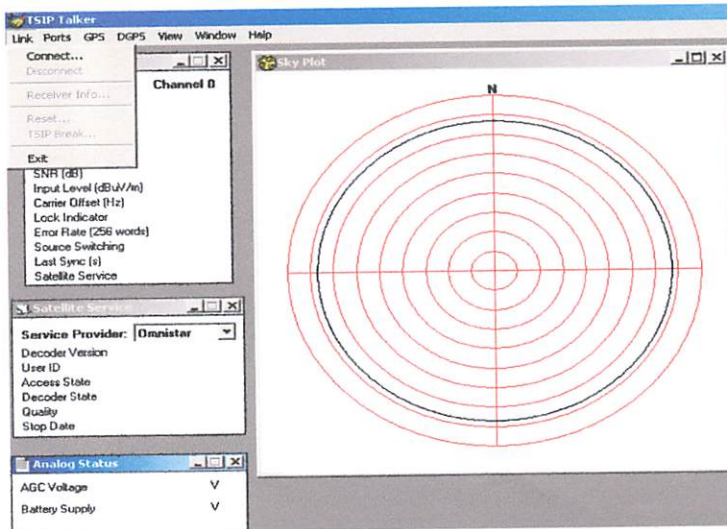 TSIP Talker
Link Ports GPS DGPS View Window Help
Connect...
Disconnect
Receiver Info...
Reset...
TSIP Break...
Exit
Channel 0
SNR (dB)
Input Level (dBuV/m)
Carrier Offset (Hz)
Lock Indicator
Error Rate (256 words)
Source Switching
Last Sync (s)
Satellite Service
Satellite Service
Service Provider: Omnistar
Decoder Version
User ID
Access State
Decoder State
Quality
Stop Date
Analog Status
AGC Voltage V
Battery Supply V
Sky Plot
N